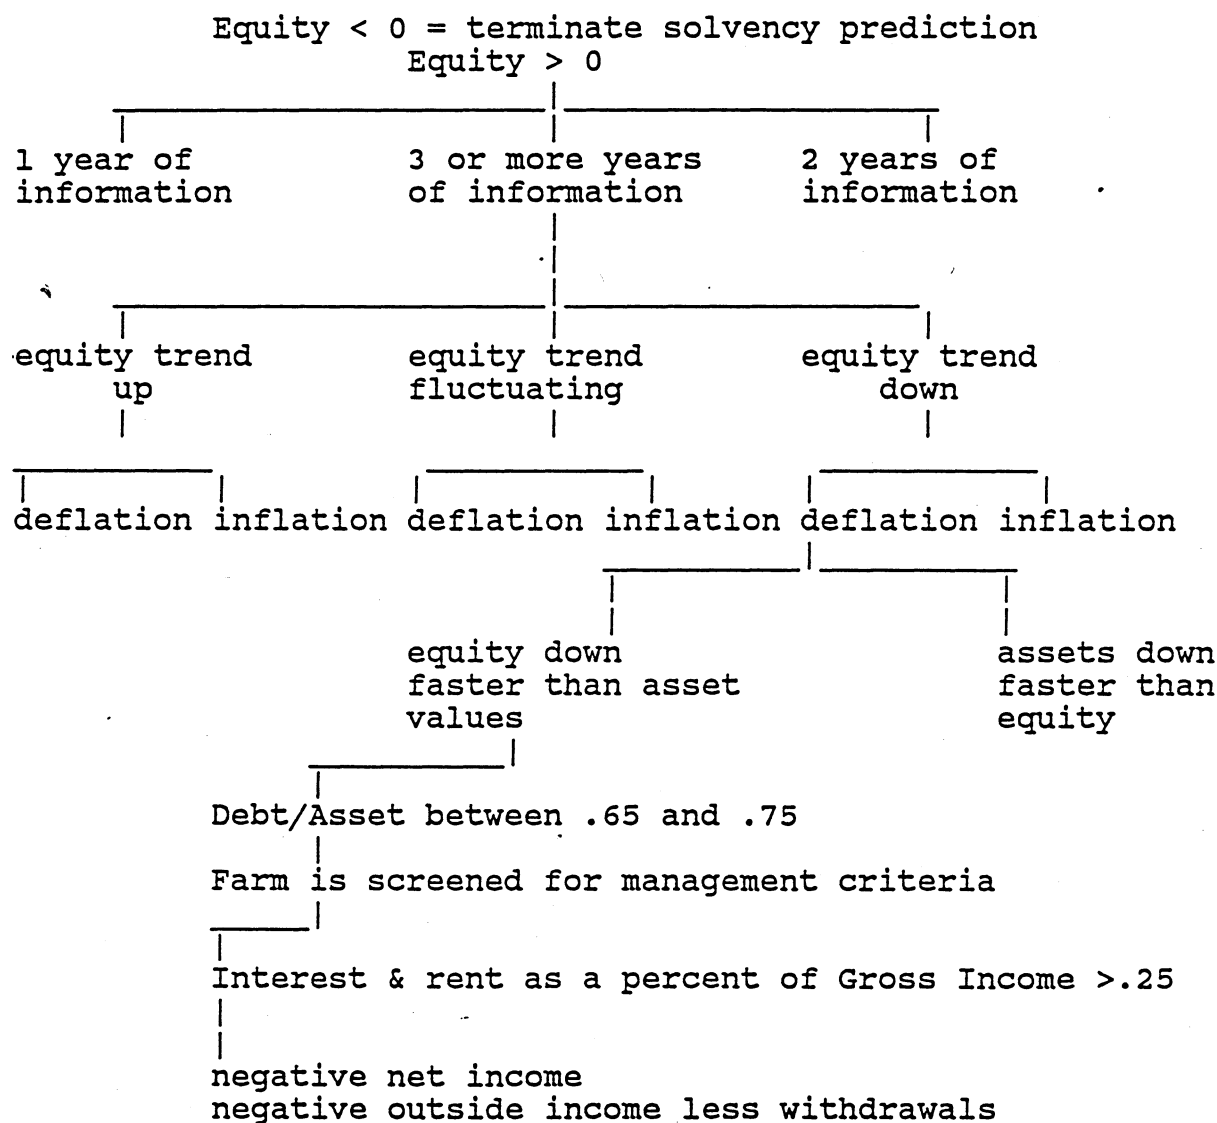 Equity < 0 = terminate solvency prediction
Equity > 0
1 year of 3 or more years 2 years of
information of information information
equity trend equity trend equity trend
up fluctuating down
deflation inflation deflation inflation deflation inflation
equity down assets down
faster than asset faster than
values equity
Debt/Asset between .65 and .75
Farm is screened for management criteria
Interest & rent as a percent of Gross Income >.25
negative net income
negative outside income less withdrawals